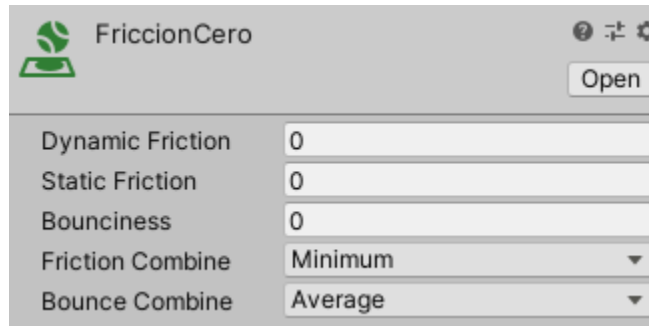 FriccionCero
Open
Dynamic Friction 0
Static Friction 0
Bounciness 0
Friction Combine Minimum
Bounce Combine Average